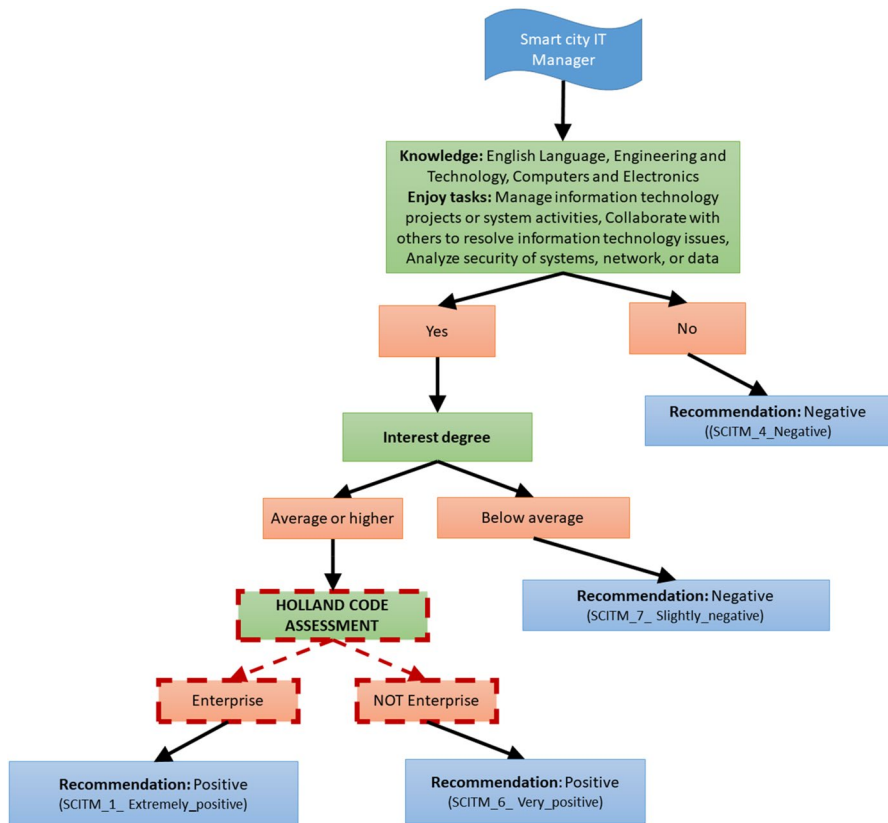 Smart city IT
Manager
Knowledge: English Language, Engineering and
Technology, Computers and Electronics
Enjoy tasks: Manage information technology
projects or system activities, Collaborate with
others to resolve information technology issues,
Analyze security of systems, network, or data
Yes
No
Recommendation: Negative
((SCITM_4_Negative)
Interest degree
Average or higher
Below average
Recommendation: Negative
(SCITM_7_ Slightly_negative)
HOLLAND CODE
ASSESSMENT
Enterprise
NOT Enterprise
Recommendation: Positive
(SCITM_1_ Extremely_positive)
Recommendation: Positive
(SCITM_6_ Very_positive)